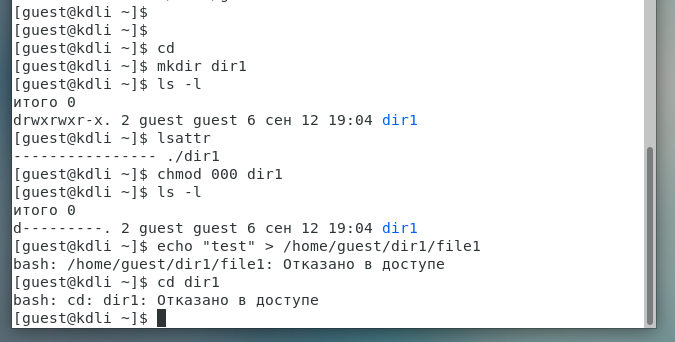 [guest@kdli ~]$
[guest@kdli ~]$
[guest@kdli ~]$ cd
[guest@kdli ~]$ mkdir dir1
[guest@kdli ~]$ ls -l
итого 0
drwxrwxr-x. 2 guest guest 6 сен 12 19:04 dir1
[guest@kdli ~]$ lsattr
---------------- ./dir1
[guest@kdli ~]$ chmod 000 dir1
[guest@kdli ~]$ ls -l
итого 0
d---------. 2 guest guest 6 сен 12 19:04 dir1
[guest@kdli ~]$ echo "test" > /home/guest/dir1/file1
bash: /home/guest/dir1/file1: Отказано в доступе
[guest@kdli ~]$ cd dir1
bash: cd: dir1: Отказано в доступе
[guest@kdli ~]$